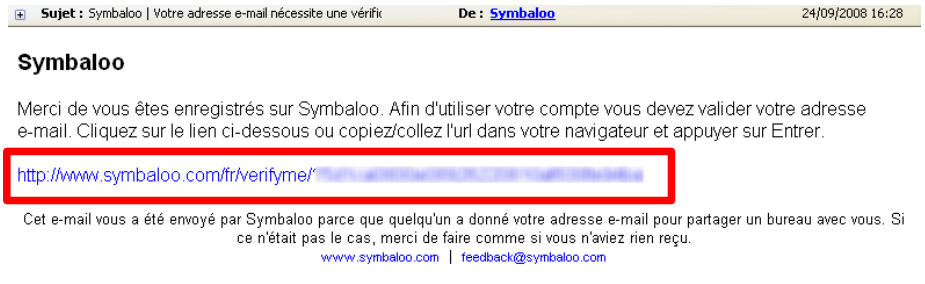 Sujet : Symbaloo | Votre adresse e-mail nécessite une vérific De : Symbaloo 24/09/2008 16:28
Symbaloo
Merci de vous êtes enregistrés sur Symbaloo. Afin d'utiliser votre compte vous devez valider votre adresse
e-mail. Cliquez sur le lien ci-dessous ou copiez/collez l'url dans votre navigateur et appuyer sur Entrer.
http://www.symbaloo.com/fr/verifyme/
Cet e-mail vous a été envoyé par Symbaloo parce que quelqu'un a donné votre adresse e-mail pour partager un bureau avec vous. Si
ce n'était pas le cas, merci de faire comme si vous n'aviez rien reçu.
www.symbaloo.com | feedback@symbaloo.com